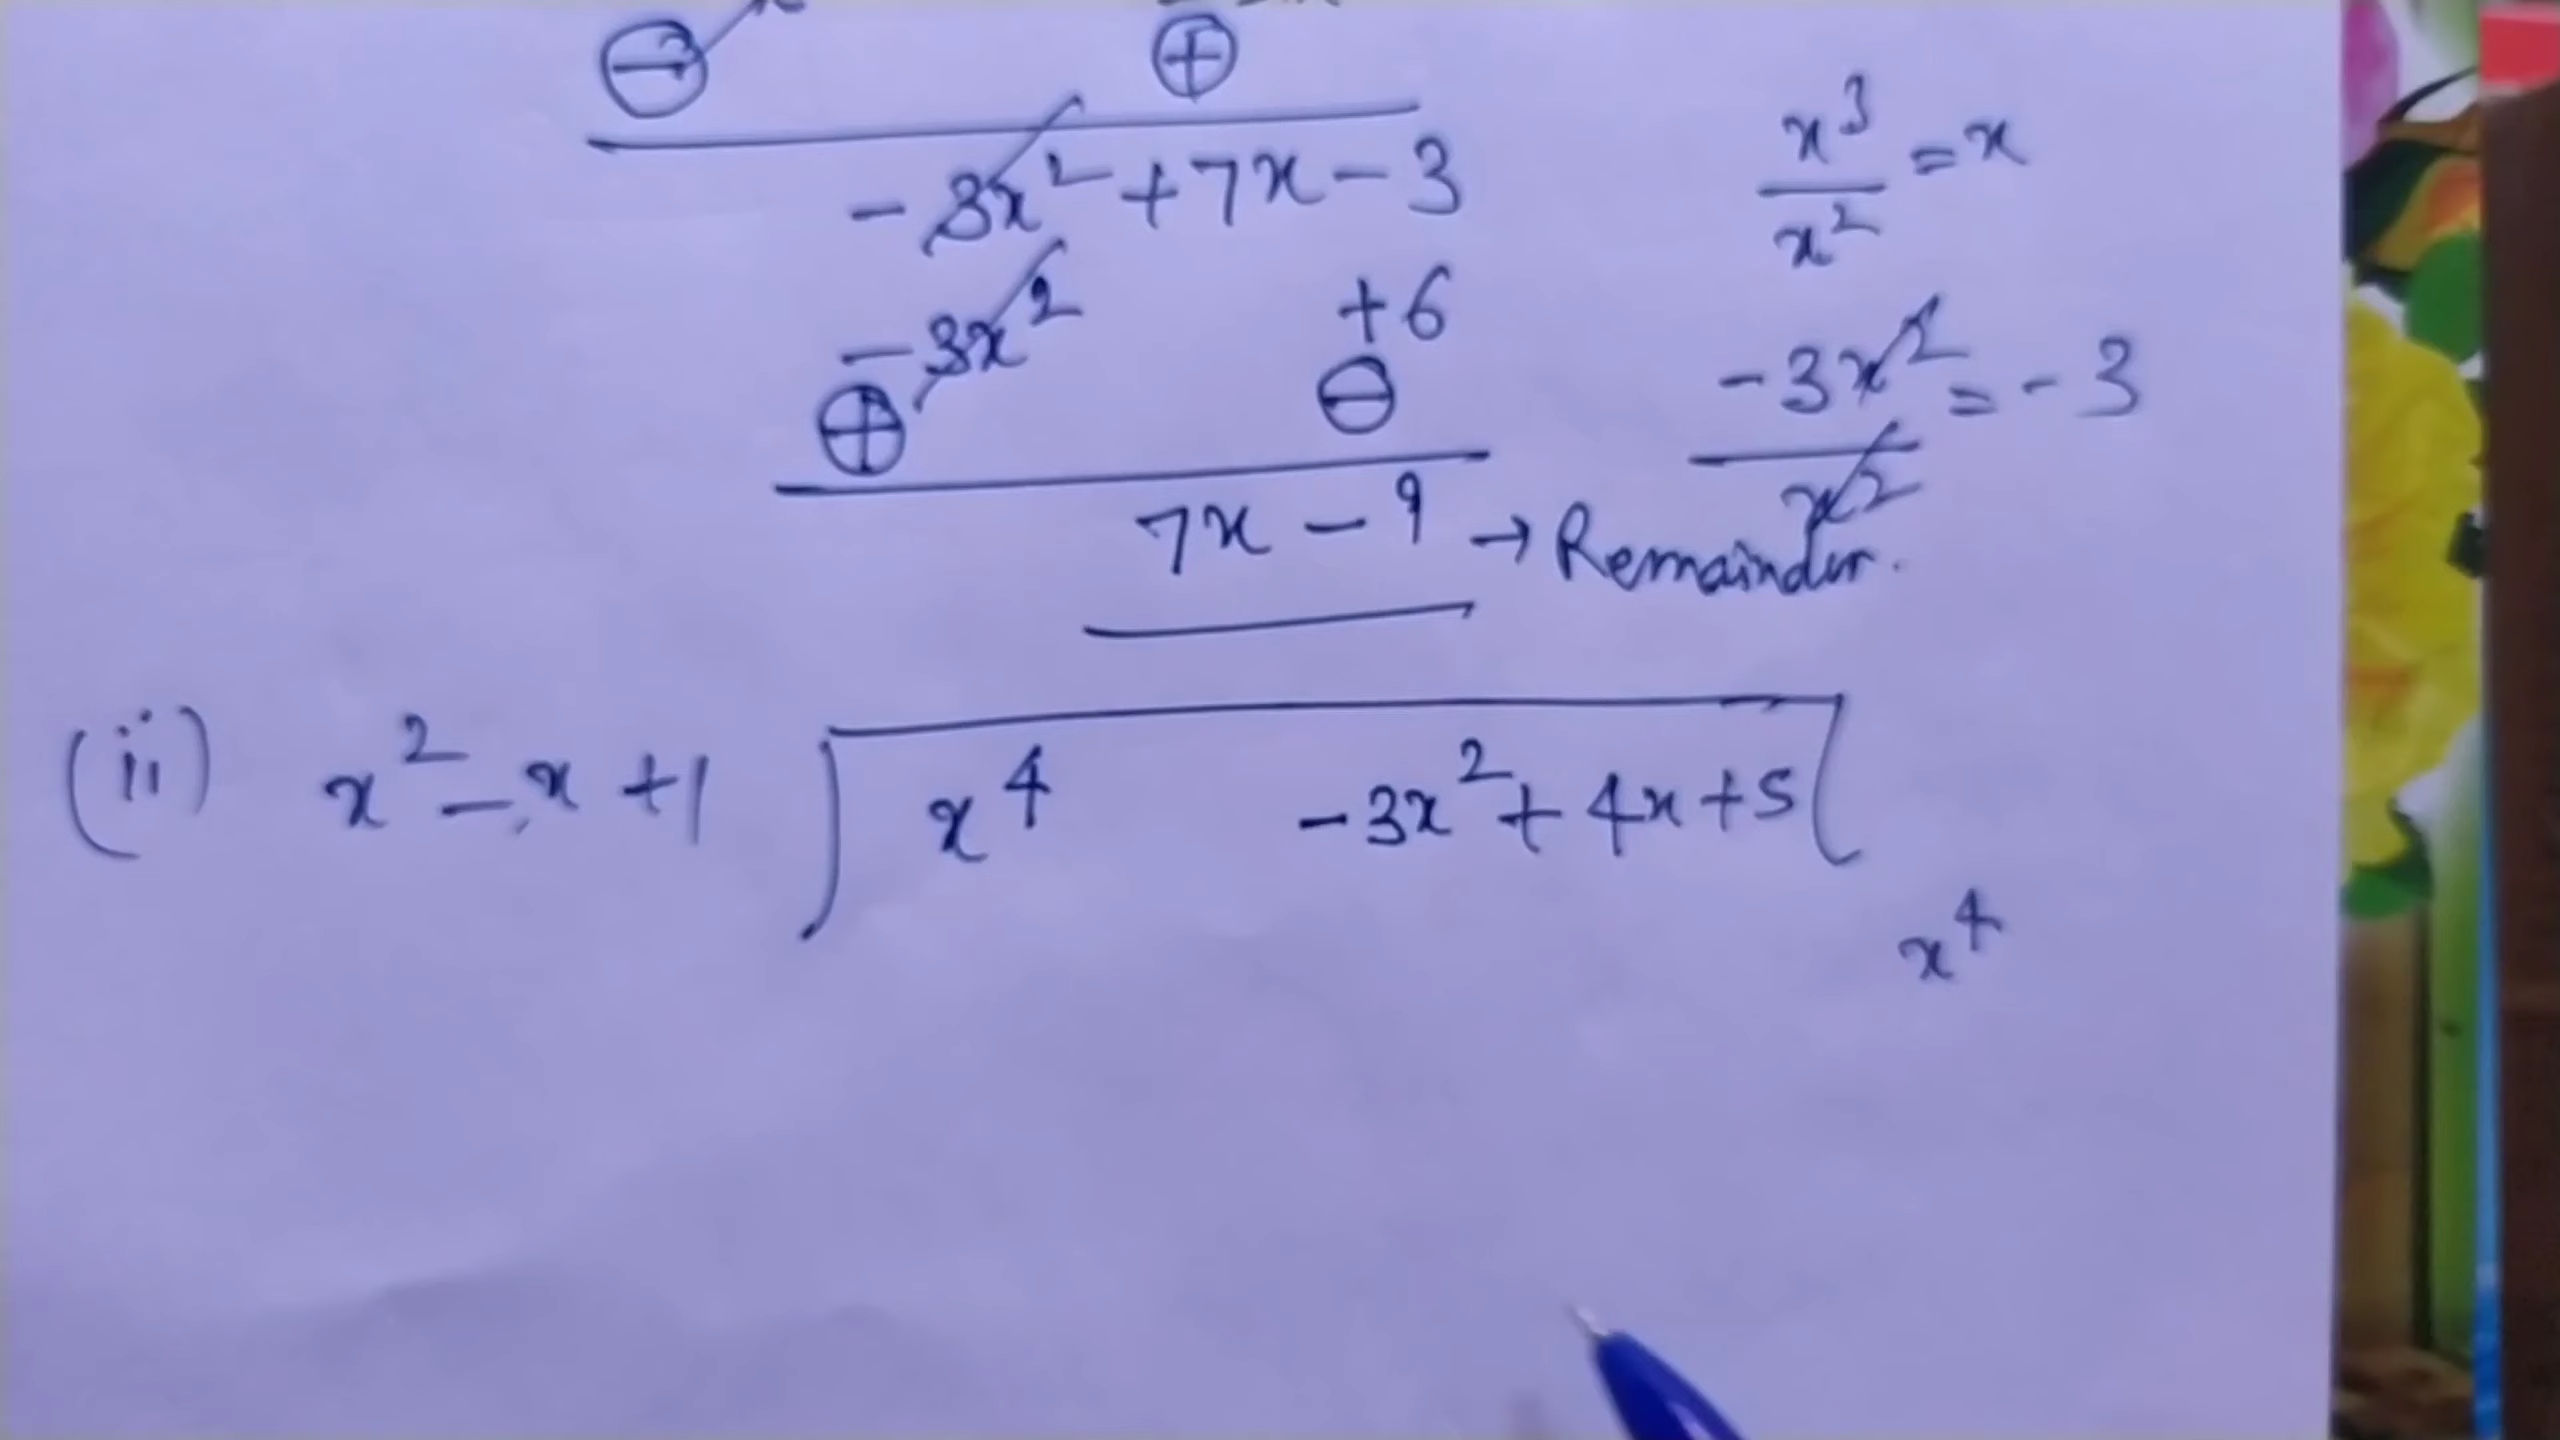 ⊖ ⊕
-3x² + 7x - 3
x³/x² = x
-3x² +6
⊕ ⊖
-3x²/x² = -3
7x - 9 → Remainder.
(ii) x² - x + 1 ) x⁴ -3x² + 4x + 5 (
x⁴